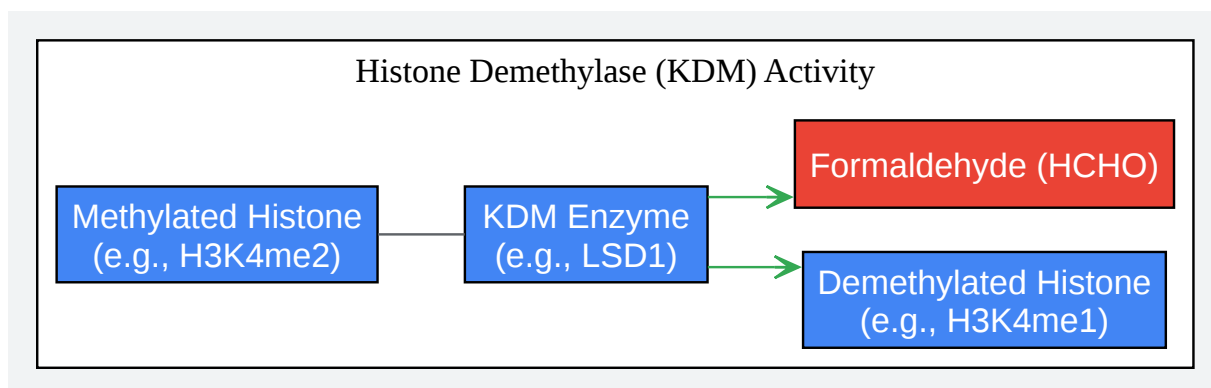 Histone Demethylase (KDM) Activity
Methylated Histone
(e.g., H3K4me2)
KDM Enzyme
(e.g., LSD1)
Formaldehyde (HCHO)
Demethylated Histone
(e.g., H3K4me1)